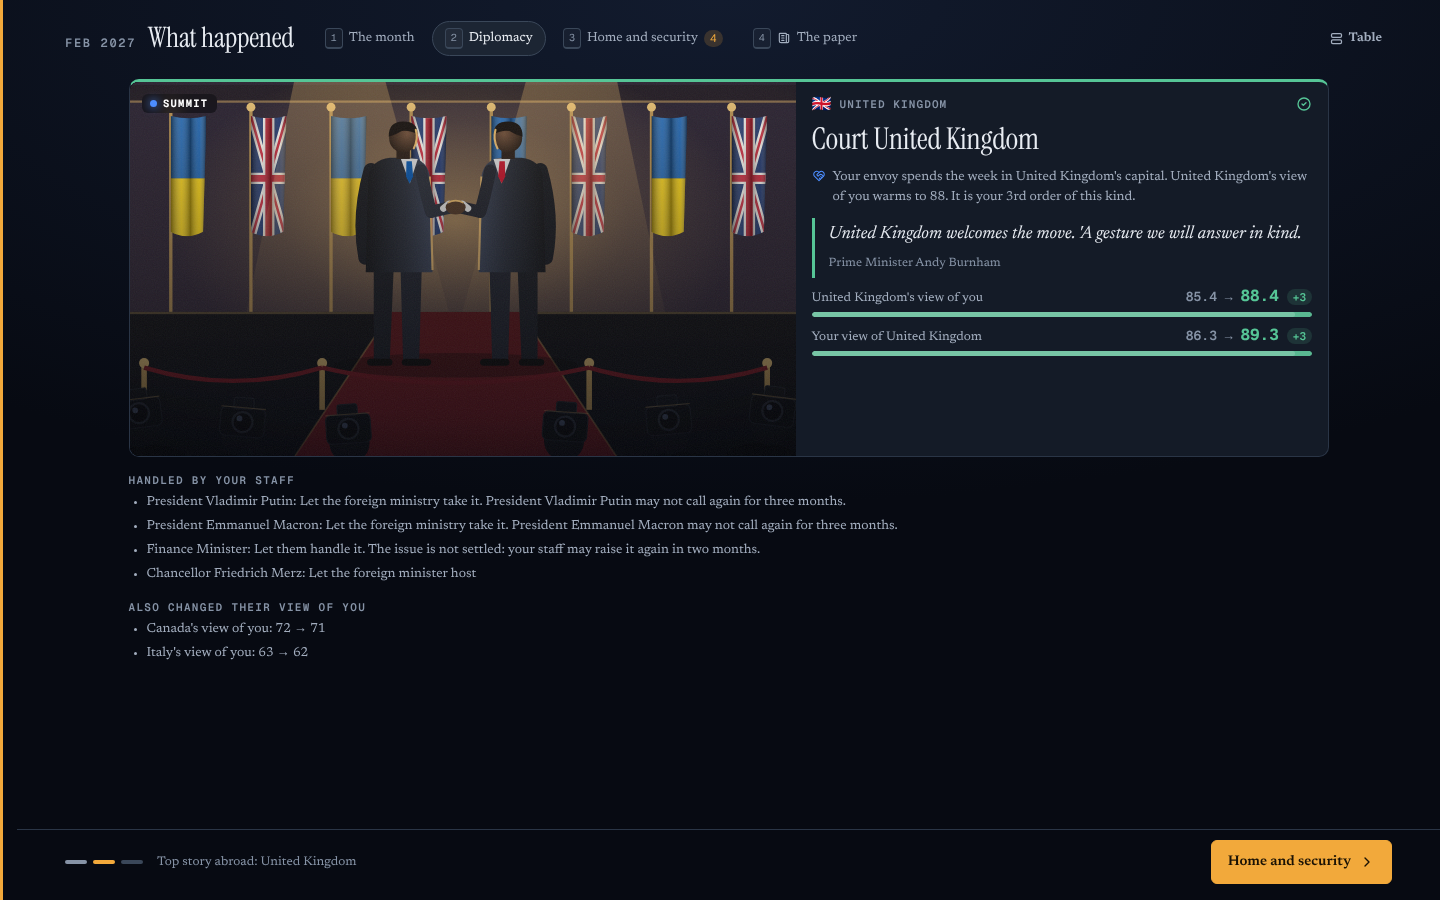 FEB 2027 What happened
1 The month
2 Diplomacy
3 Home and security 4
4 The paper
Table
SUMMIT
UNITED KINGDOM
Court United Kingdom
Your envoy spends the week in United Kingdom's capital. United Kingdom's view
of you warms to 88. It is your 3rd order of this kind.
United Kingdom welcomes the move. 'A gesture we will answer in kind.
Prime Minister Andy Burnham
United Kingdom's view of you 85.4 → 88.4 +3
Your view of United Kingdom 86.3 → 89.3 +3
HANDLED BY YOUR STAFF
• President Vladimir Putin: Let the foreign ministry take it. President Vladimir Putin may not call again for three months.
• President Emmanuel Macron: Let the foreign ministry take it. President Emmanuel Macron may not call again for three months.
• Finance Minister: Let them handle it. The issue is not settled: your staff may raise it again in two months.
• Chancellor Friedrich Merz: Let the foreign minister host
ALSO CHANGED THEIR VIEW OF YOU
• Canada's view of you: 72 → 71
• Italy's view of you: 63 → 62
Top story abroad: United Kingdom
Home and security